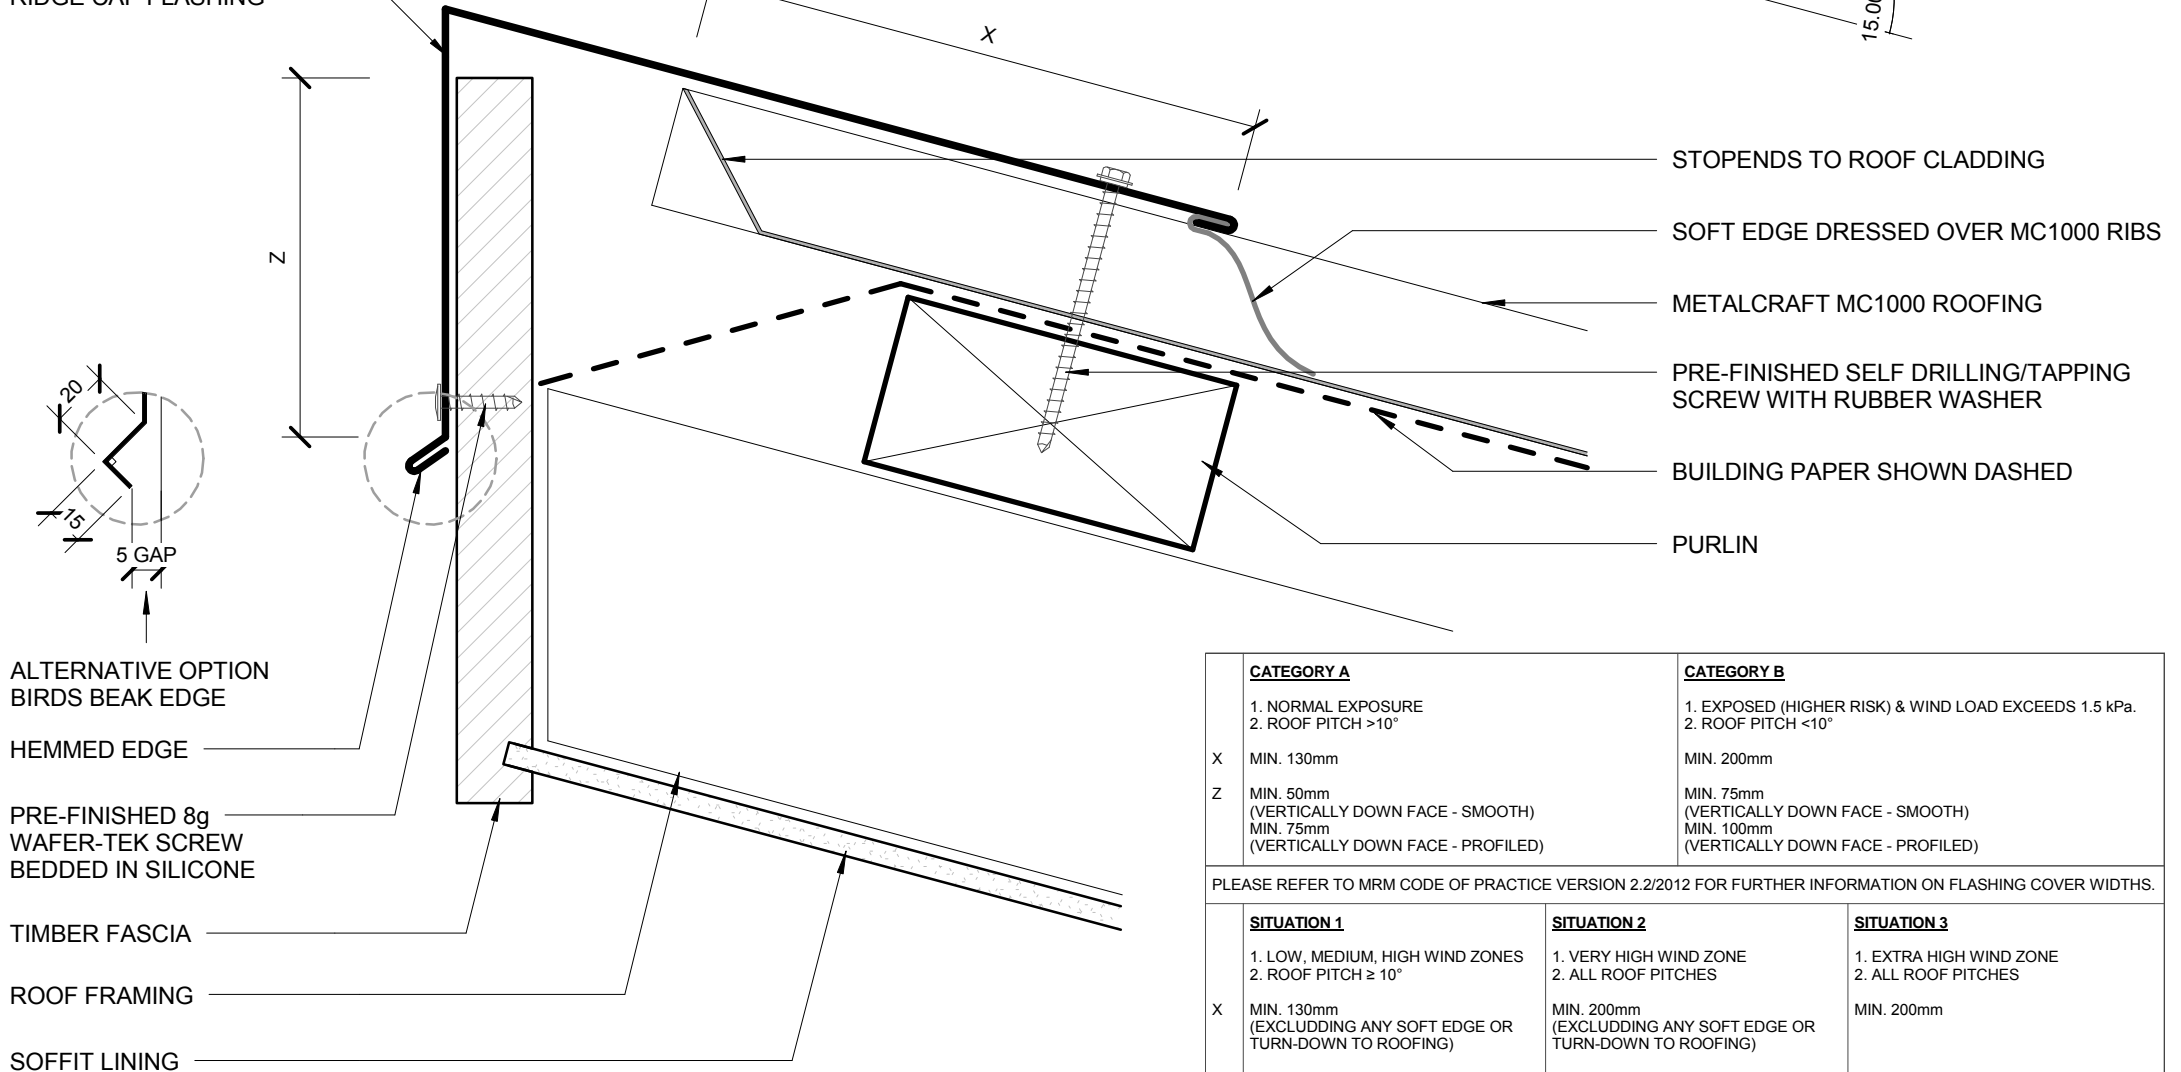 RIDGE CAP FLASHING
X
15.00
Z
STOPENDS TO ROOF CLADDING
SOFT EDGE DRESSED OVER MC1000 RIBS
METALCRAFT MC1000 ROOFING
PRE-FINISHED SELF DRILLING/TAPPING
SCREW WITH RUBBER WASHER
BUILDING PAPER SHOWN DASHED
PURLIN
20
15
5 GAP
ALTERNATIVE OPTION
BIRDS BEAK EDGE
HEMMED EDGE
PRE-FINISHED 8g
WAFER-TEK SCREW
BEDDED IN SILICONE
TIMBER FASCIA
ROOF FRAMING
SOFFIT LINING
CATEGORY A
1. NORMAL EXPOSURE
2. ROOF PITCH >10°
X
MIN. 130mm
Z
MIN. 50mm
(VERTICALLY DOWN FACE - SMOOTH)
MIN. 75mm
(VERTICALLY DOWN FACE - PROFILED)
CATEGORY B
1. EXPOSED (HIGHER RISK) & WIND LOAD EXCEEDS 1.5 kPa.
2. ROOF PITCH <10°
MIN. 200mm
MIN. 75mm
(VERTICALLY DOWN FACE - SMOOTH)
MIN. 100mm
(VERTICALLY DOWN FACE - PROFILED)
PLEASE REFER TO MRM CODE OF PRACTICE VERSION 2.2/2012 FOR FURTHER INFORMATION ON FLASHING COVER WIDTHS.
SITUATION 1
1. LOW, MEDIUM, HIGH WIND ZONES
2. ROOF PITCH ≥ 10°
X
MIN. 130mm
(EXCLUDDING ANY SOFT EDGE OR
TURN-DOWN TO ROOFING)
SITUATION 2
1. VERY HIGH WIND ZONE
2. ALL ROOF PITCHES
MIN. 200mm
(EXCLUDDING ANY SOFT EDGE OR
TURN-DOWN TO ROOFING)
SITUATION 3
1. EXTRA HIGH WIND ZONE
2. ALL ROOF PITCHES
MIN. 200mm